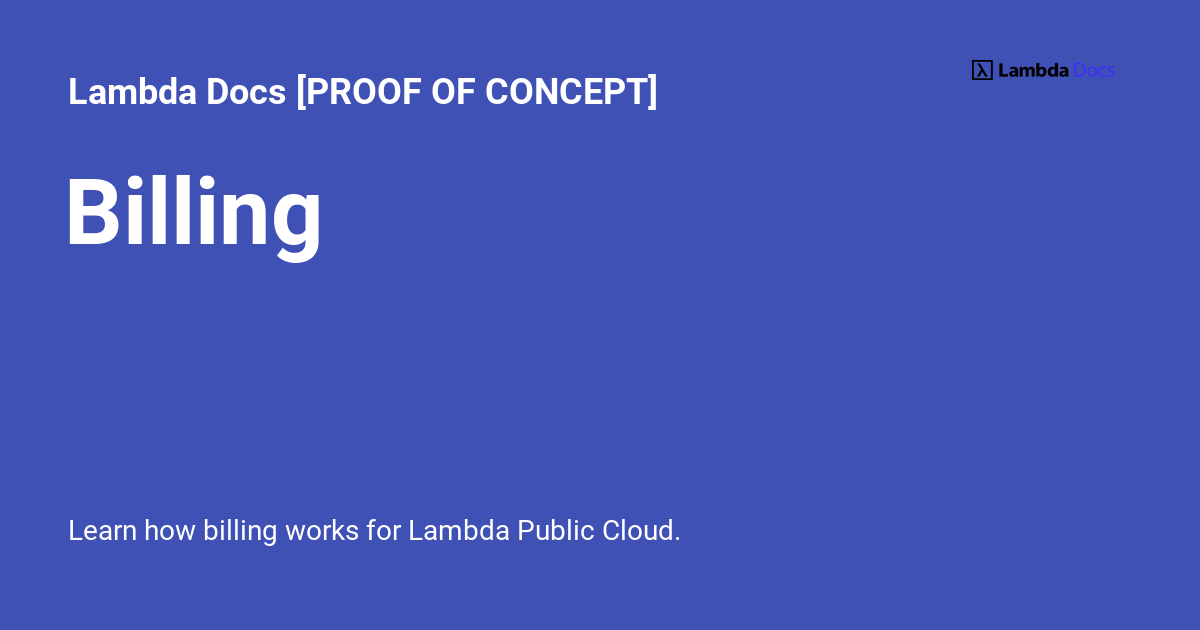 Lambda Docs [PROOF OF CONCEPT]
λ Lambda Docs
Billing
Learn how billing works for Lambda Public Cloud.